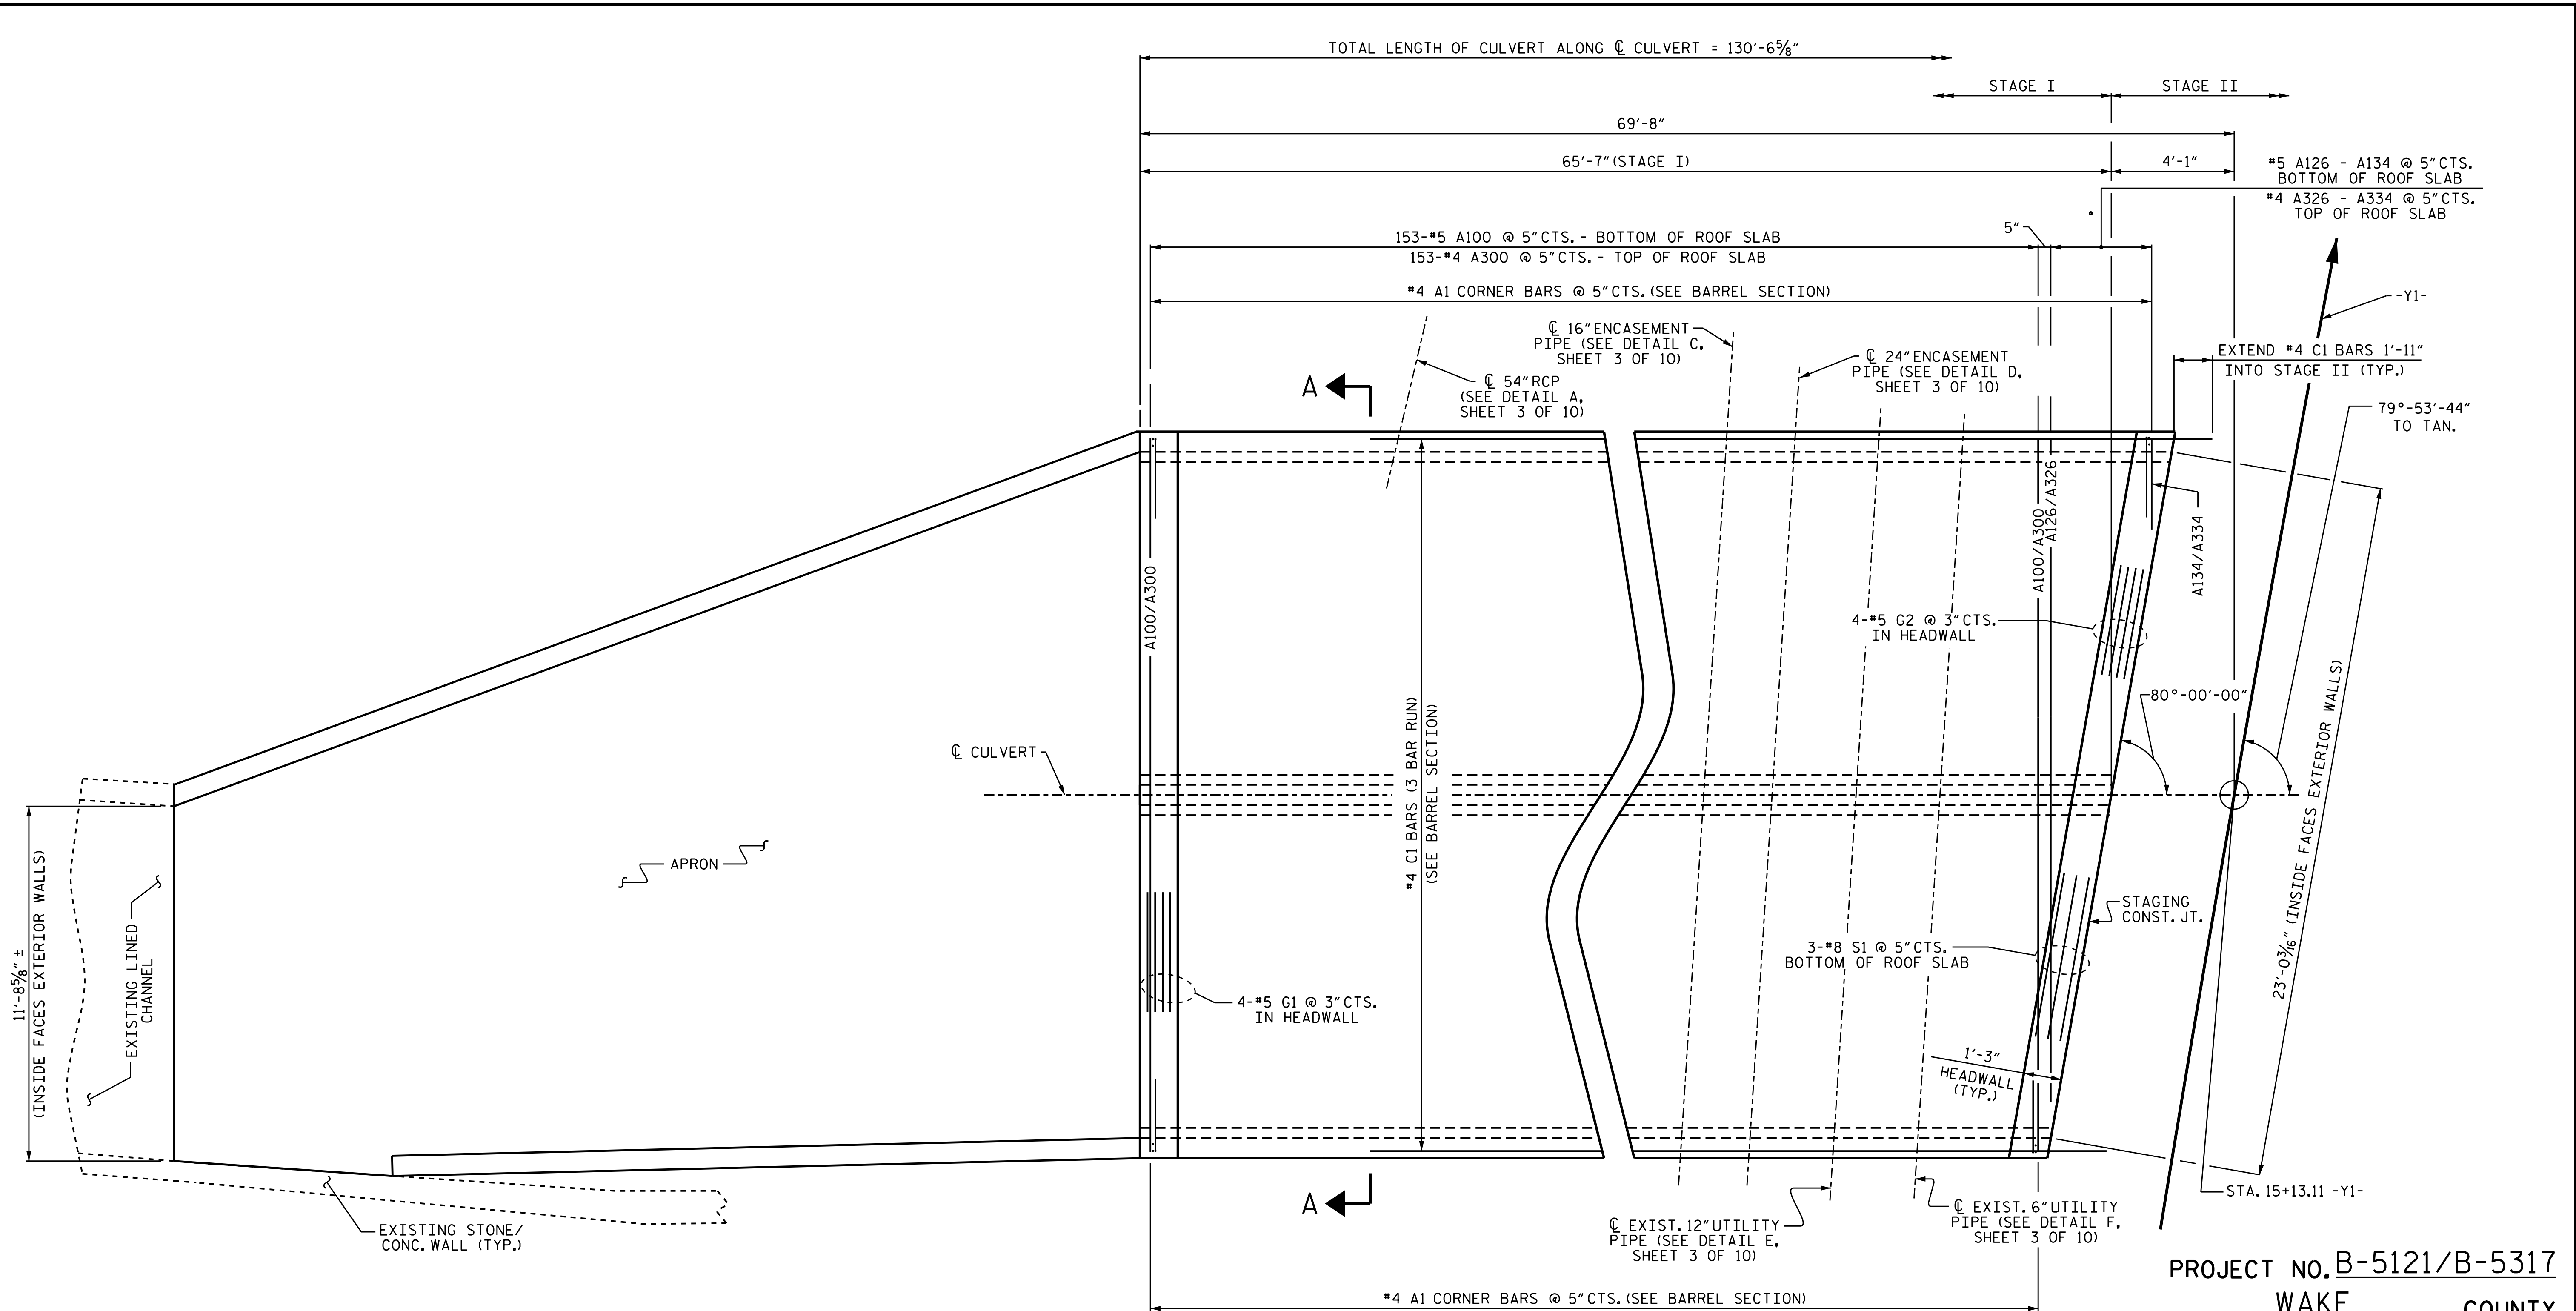 TOTAL LENGTH OF CULVERT ALONG ℄ CULVERT = 130'-6⅝"
STAGE I
STAGE II
69'-8"
65'-7"(STAGE I)
4'-1"
#5 A126 - A134 @ 5"CTS.
BOTTOM OF ROOF SLAB
#4 A326 - A334 @ 5"CTS.
TOP OF ROOF SLAB
5"
153-#5 A100 @ 5"CTS. - BOTTOM OF ROOF SLAB
153-#4 A300 @ 5"CTS. - TOP OF ROOF SLAB
#4 A1 CORNER BARS @ 5"CTS. (SEE BARREL SECTION)
-Y1-
℄ 16"ENCASEMENT
PIPE (SEE DETAIL C,
SHEET 3 OF 10)
℄ 24"ENCASEMENT
PIPE (SEE DETAIL D,
SHEET 3 OF 10)
EXTEND #4 C1 BARS 1'-11"
INTO STAGE II (TYP.)
A
℄ 54"RCP
(SEE DETAIL A,
SHEET 3 OF 10)
79°-53'-44"
TO TAN.
A100/A300
A100/A300
A126/A326
A134/A334
4-#5 G2 @ 3"CTS.
IN HEADWALL
80°-00'-00"
23'-0³⁄₁₆" (INSIDE FACES EXTERIOR WALLS)
℄ CULVERT
#4 C1 BARS (3 BAR RUN)
(SEE BARREL SECTION)
APRON
11'-8⅝" ±
(INSIDE FACES EXTERIOR WALLS)
EXISTING LINED
CHANNEL
STAGING
CONST. JT.
3-#8 S1 @ 5"CTS.
BOTTOM OF ROOF SLAB
4-#5 G1 @ 3"CTS.
IN HEADWALL
1'-3"
HEADWALL
(TYP.)
A
STA. 15+13.11 -Y1-
EXISTING STONE/
CONC. WALL (TYP.)
℄ EXIST. 12"UTILITY
PIPE (SEE DETAIL E,
SHEET 3 OF 10)
℄ EXIST. 6"UTILITY
PIPE (SEE DETAIL F,
SHEET 3 OF 10)
PROJECT NO. B-5121/B-5317
#4 A1 CORNER BARS @ 5"CTS. (SEE BARREL SECTION)
WAKE COUNTY